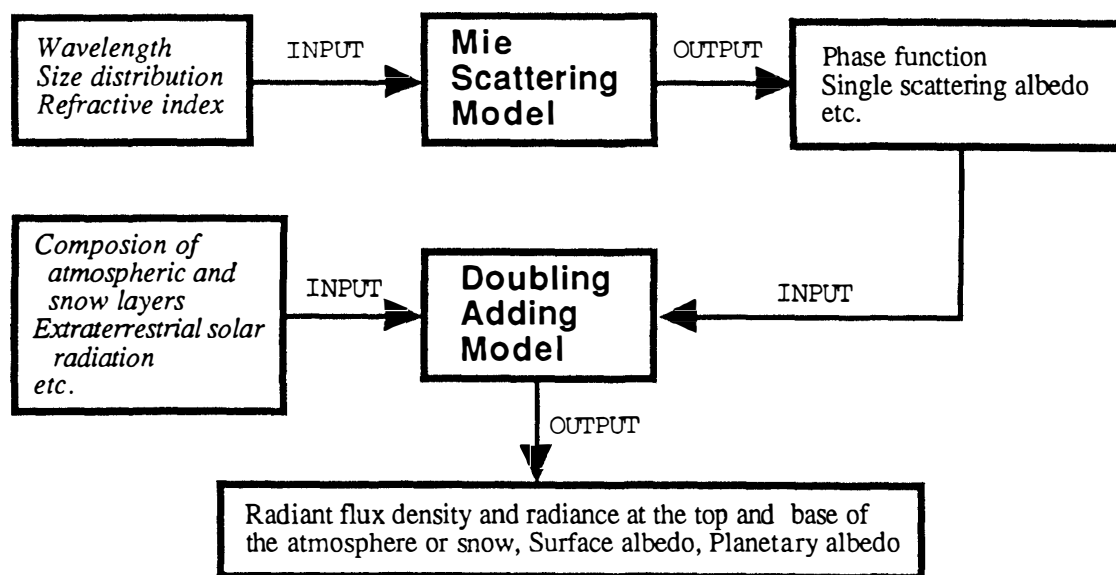 Wavelength
Size distribution
Refractive index
INPUT
Mie
Scattering
Model
OUTPUT
Phase function
Single scattering albedo
etc.
Composion of
atmospheric and
snow layers
Extraterrestrial solar
radiation
etc.
INPUT
Doubling
Adding
Model
INPUT
OUTPUT
Radiant flux density and radiance at the top and base of
the atmosphere or snow, Surface albedo, Planetary albedo